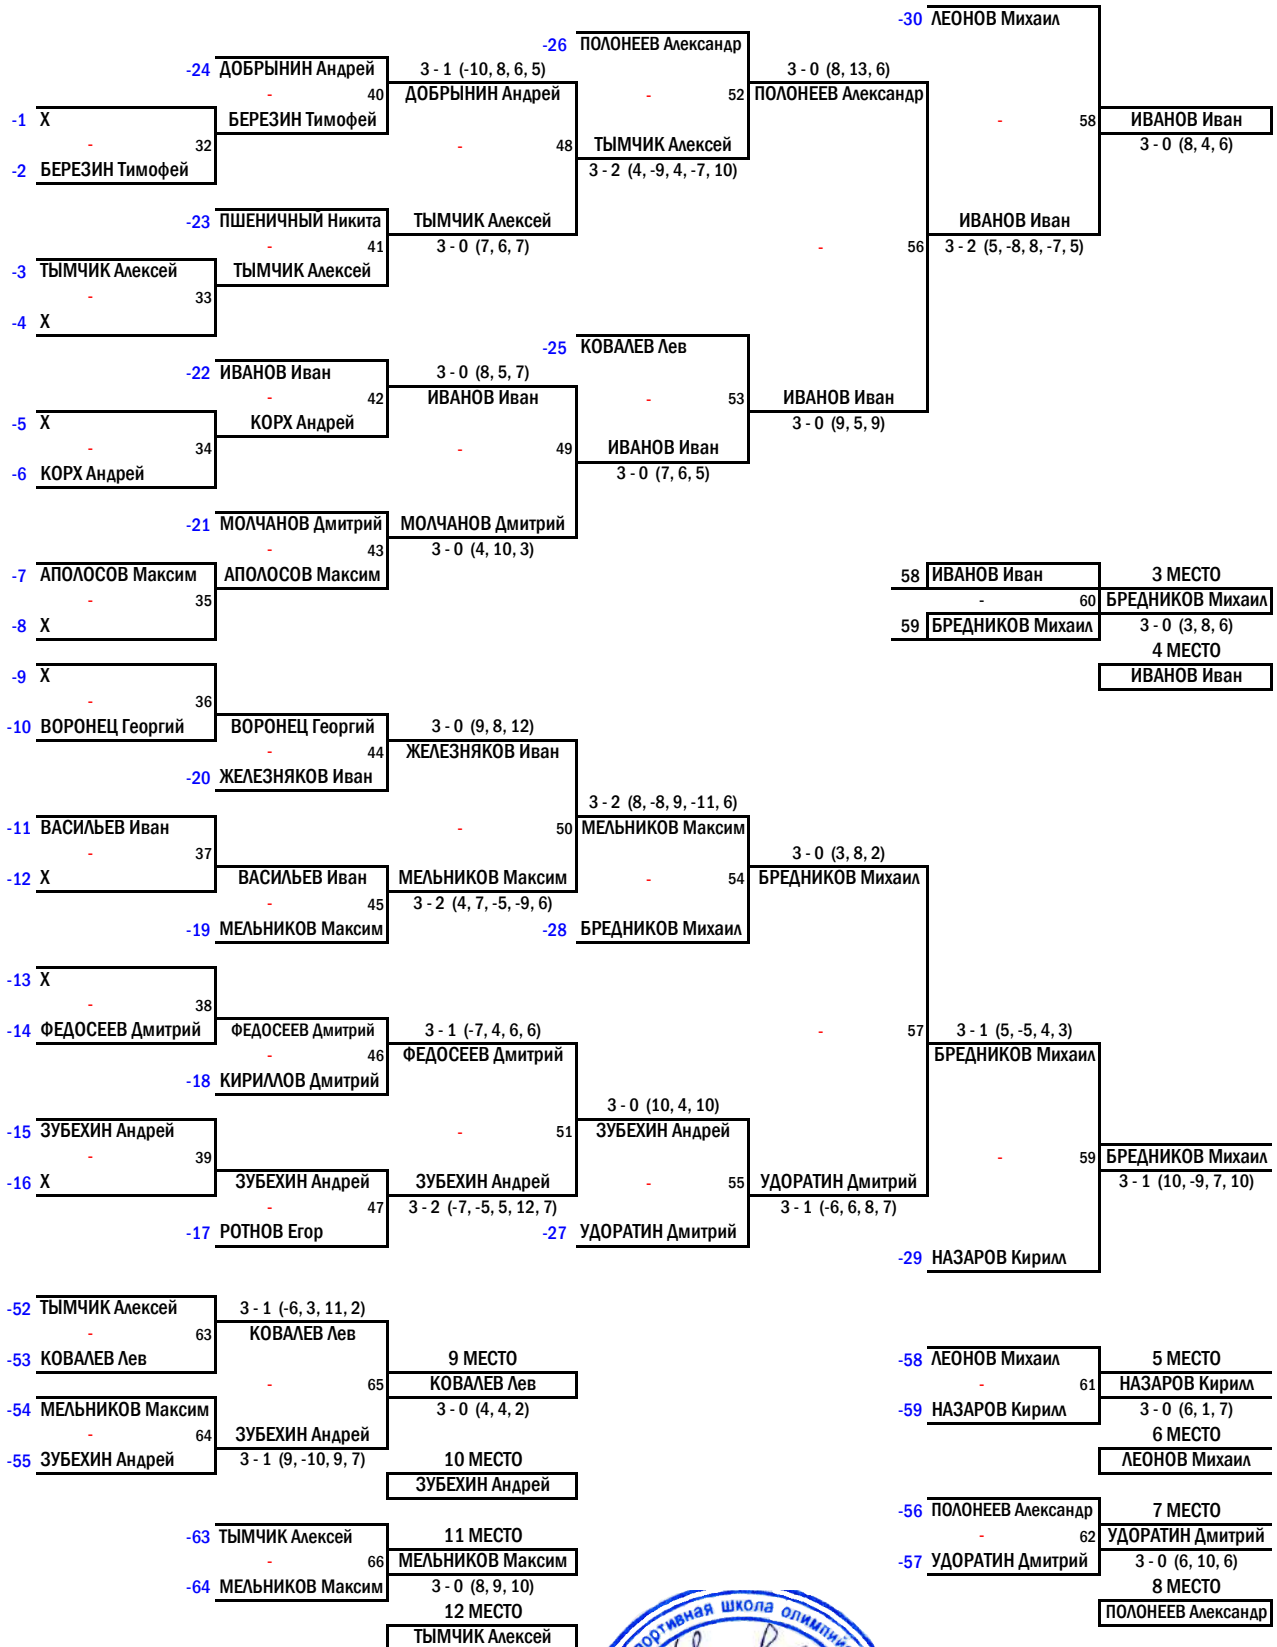 -30 ЛЕОНОВ Михаил
-26 ПОЛОНЕЕВ Александр
-24 ДОБРЫНИН Андрей 3 - 1 (-10, 8, 6, 5) 3 - 0 (8, 13, 6)
- 40 ДОБРЫНИН Андрей - 52 ПОЛОНЕЕВ Александр
-1 X БЕРЕЗИН Тимофей - 58 ИВАНОВ Иван
- 32 - 48 ТЫМЧИК Алексей 3 - 0 (8, 4, 6)
-2 БЕРЕЗИН Тимофей 3 - 2 (4, -9, 4, -7, 10)
-23 ПШЕНИЧНЫЙ Никита ТЫМЧИК Алексей ИВАНОВ Иван
- 41 3 - 0 (7, 6, 7) - 56 3 - 2 (5, -8, 8, -7, 5)
-3 ТЫМЧИК Алексей ТЫМЧИК Алексей
- 33
-4 X
-25 КОВАЛЕВ Лев
-22 ИВАНОВ Иван 3 - 0 (8, 5, 7)
- 42 ИВАНОВ Иван - 53 ИВАНОВ Иван
-5 X КОРХ Андрей 3 - 0 (9, 5, 9)
- 34 - 49 ИВАНОВ Иван
-6 КОРХ Андрей 3 - 0 (7, 6, 5)
-21 МОЛЧАНОВ Дмитрий МОЛЧАНОВ Дмитрий
- 43 3 - 0 (4, 10, 3)
-7 АПОЛОСОВ Максим АПОЛОСОВ Максим 58 ИВАНОВ Иван 3 МЕСТО
- 35 - 60 БРЕДНИКОВ Михаил
-8 X 59 БРЕДНИКОВ Михаил 3 - 0 (3, 8, 6)
4 МЕСТО
-9 X ИВАНОВ Иван
- 36
-10 ВОРОНЕЦ Георгий ВОРОНЕЦ Георгий 3 - 0 (9, 8, 12)
- 44 ЖЕЛЕЗНЯКОВ Иван
-20 ЖЕЛЕЗНЯКОВ Иван
3 - 2 (8, -8, 9, -11, 6)
-11 ВАСИЛЬЕВ Иван - 50 МЕЛЬНИКОВ Максим
- 37 3 - 0 (3, 8, 2)
-12 X ВАСИЛЬЕВ Иван МЕЛЬНИКОВ Максим - 54 БРЕДНИКОВ Михаил
- 45 3 - 2 (4, 7, -5, -9, 6)
-19 МЕЛЬНИКОВ Максим -28 БРЕДНИКОВ Михаил
-13 X
- 38
-14 ФЕДОСЕЕВ Дмитрий ФЕДОСЕЕВ Дмитрий 3 - 1 (-7, 4, 6, 6) - 57 3 - 1 (5, -5, 4, 3)
- 46 ФЕДОСЕЕВ Дмитрий БРЕДНИКОВ Михаил
-18 КИРИЛЛОВ Дмитрий
3 - 0 (10, 4, 10)
-15 ЗУБЕХИН Андрей - 51 ЗУБЕХИН Андрей
- 39 - 59 БРЕДНИКОВ Михаил
-16 X ЗУБЕХИН Андрей ЗУБЕХИН Андрей - 55 УДОРАТИН Дмитрий 3 - 1 (10, -9, 7, 10)
- 47 3 - 2 (-7, -5, 5, 12, 7) 3 - 1 (-6, 6, 8, 7)
-17 РОТНОВ Егор -27 УДОРАТИН Дмитрий
-29 НАЗАРОВ Кирилл
-52 ТЫМЧИК Алексей 3 - 1 (-6, 3, 11, 2)
- 63 КОВАЛЕВ Лев
-53 КОВАЛЕВ Лев 9 МЕСТО -58 ЛЕОНОВ Михаил 5 МЕСТО
- 65 КОВАЛЕВ Лев - 61 НАЗАРОВ Кирилл
-54 МЕЛЬНИКОВ Максим 3 - 0 (4, 4, 2) -59 НАЗАРОВ Кирилл 3 - 0 (6, 1, 7)
- 64 ЗУБЕХИН Андрей 6 МЕСТО
-55 ЗУБЕХИН Андрей 3 - 1 (9, -10, 9, 7) 10 МЕСТО ЛЕОНОВ Михаил
ЗУБЕХИН Андрей
-56 ПОЛОНЕЕВ Александр 7 МЕСТО
-63 ТЫМЧИК Алексей 11 МЕСТО - 62 УДОРАТИН Дмитрий
- 66 МЕЛЬНИКОВ Максим -57 УДОРАТИН Дмитрий 3 - 0 (6, 10, 6)
-64 МЕЛЬНИКОВ Максим 3 - 0 (8, 9, 10) 8 МЕСТО
12 МЕСТО ПОЛОНЕЕВ Александр
ТЫМЧИК Алексей
школа